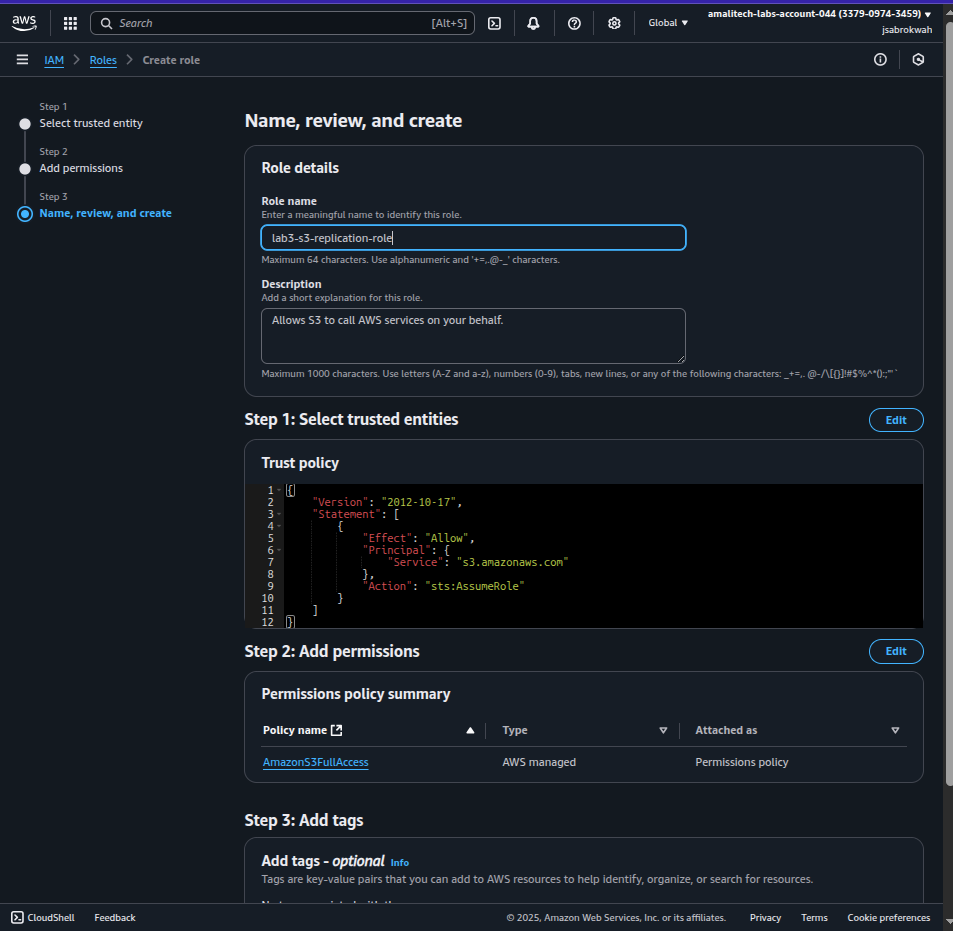 aws
Search [Alt+S]
Global
amalitech-labs-account-044 (3379-0974-3459)
jsabrokwah
IAM
Roles
Create role
Step 1
Select trusted entity
Step 2
Add permissions
Step 3
Name, review, and create
Name, review, and create
Role details
Role name
Enter a meaningful name to identify this role.
lab3-s3-replication-role
Maximum 64 characters. Use alphanumeric and '+=,.@-_' characters.
Description
Add a short explanation for this role.
Allows S3 to call AWS services on your behalf.
Maximum 1000 characters. Use letters (A-Z and a-z), numbers (0-9), tabs, new lines, or any of the following characters: _+=,. @-/\[{}]!#$%^*();:'"`
Step 1: Select trusted entities
Edit
Trust policy
1 {
2 "Version": "2012-10-17",
3 "Statement": [
4 {
5 "Effect": "Allow",
6 "Principal": {
7 "Service": "s3.amazonaws.com"
8 },
9 "Action": "sts:AssumeRole"
10 }
11 ]
12 }
Step 2: Add permissions
Edit
Permissions policy summary
Policy name Type Attached as
AmazonS3FullAccess AWS managed Permissions policy
Step 3: Add tags
Add tags - optional Info
Tags are key-value pairs that you can add to AWS resources to help identify, organize, or search for resources.
CloudShell
Feedback
© 2025, Amazon Web Services, Inc. or its affiliates.
Privacy
Terms
Cookie preferences